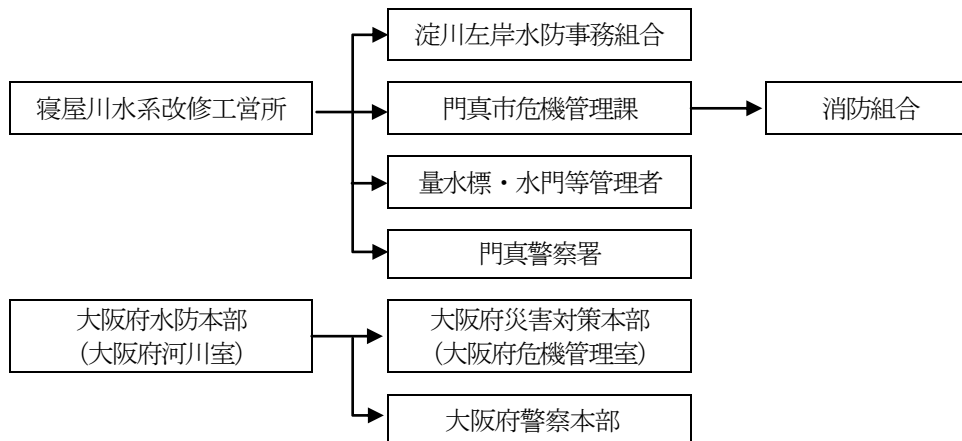 淀川左岸水防事務組合
寝屋川水系改修工営所
門真市危機管理課
消防組合
量水標・水門等管理者
門真警察署
大阪府水防本部
(大阪府河川室)
大阪府災害対策本部
(大阪府危機管理室)
大阪府警察本部